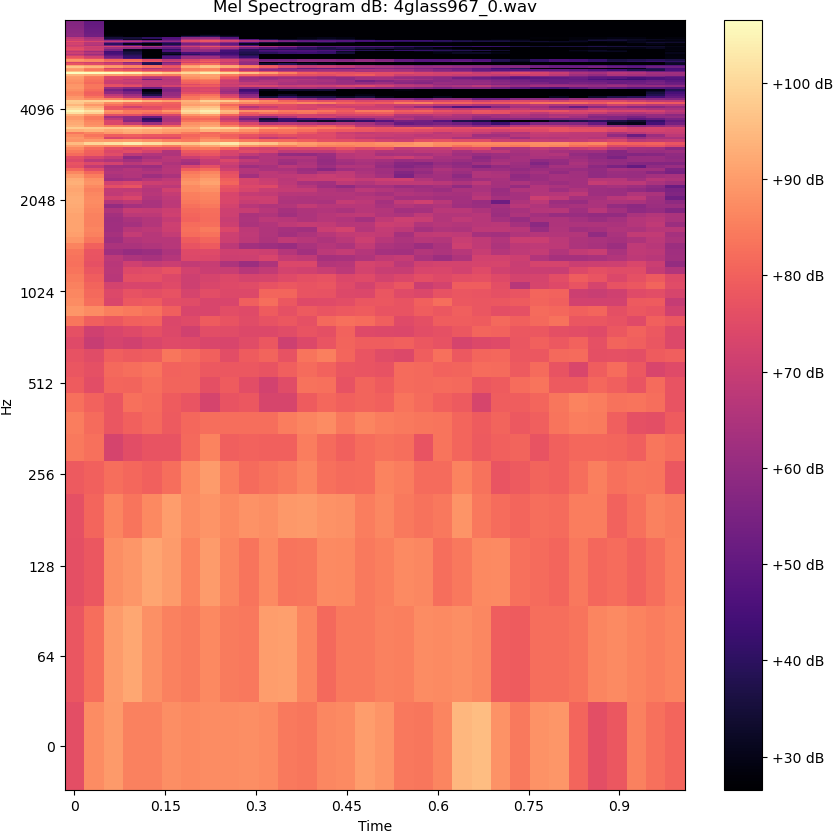 Mel Spectrogram dB: 4glass967_0.wav
+100 dB
+90 dB
+80 dB
+70 dB
+60 dB
+50 dB
+40 dB
+30 dB
4096
2048
1024
512
256
128
64
0
Hz
0
0.15
0.3
0.45
0.6
0.75
0.9
Time